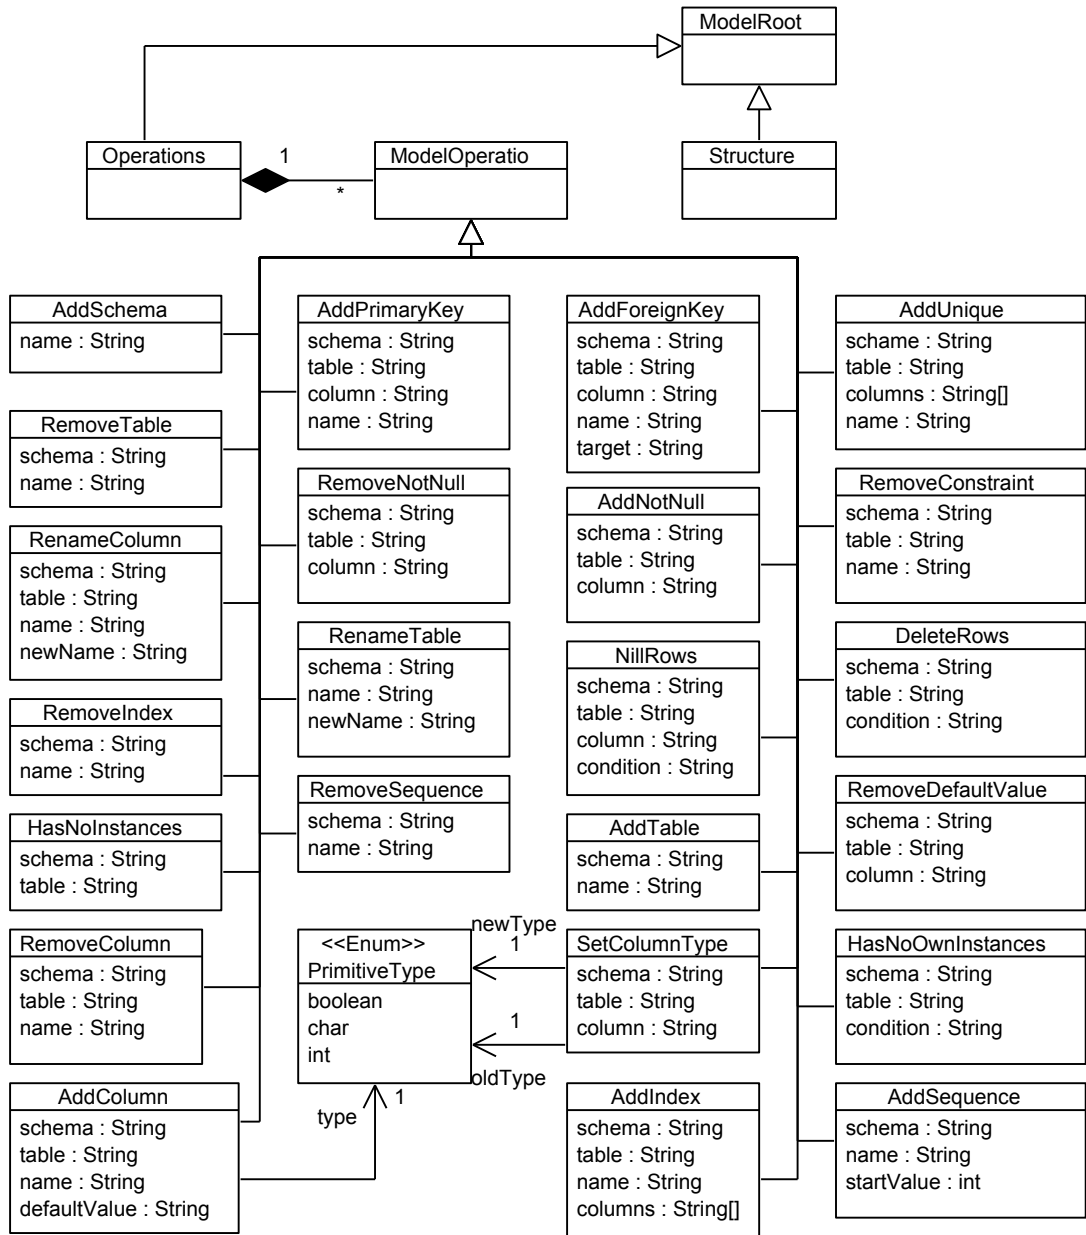 ModelRoot
Operations
1
*
ModelOperatio
Structure
AddSchema
name : String
RemoveTable
schema : String
name : String
RenameColumn
schema : String
table : String
name : String
newName : String
RemoveIndex
schema : String
name : String
HasNoInstances
schema : String
table : String
RemoveColumn
schema : String
table : String
name : String
AddColumn
schema : String
table : String
name : String
defaultValue : String
AddPrimaryKey
schema : String
table : String
column : String
name : String
RemoveNotNull
schema : String
table : String
column : String
RenameTable
schema : String
name : String
newName : String
RemoveSequence
schema : String
name : String
<<Enum>>
PrimitiveType
boolean
char
int
newType
1
1
oldType
type
1
AddForeignKey
schema : String
table : String
column : String
name : String
target : String
AddNotNull
schema : String
table : String
column : String
NillRows
schema : String
table : String
column : String
condition : String
AddTable
schema : String
name : String
SetColumnType
schema : String
table : String
column : String
AddIndex
schema : String
table : String
name : String
columns : String[]
AddUnique
schame : String
table : String
columns : String[]
name : String
RemoveConstraint
schema : String
table : String
name : String
DeleteRows
schema : String
table : String
condition : String
RemoveDefaultValue
schema : String
table : String
column : String
HasNoOwnInstances
schema : String
table : String
condition : String
AddSequence
schema : String
name : String
startValue : int